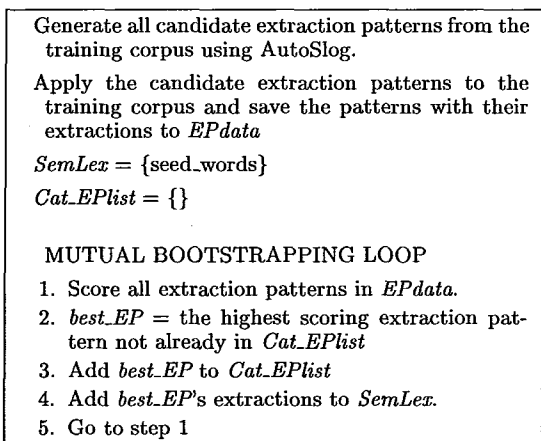 Generate all candidate extraction patterns from the
training corpus using AutoSlog.
Apply the candidate extraction patterns to the
training corpus and save the patterns with their
extractions to EPdata
SemLex = {seed_words}
Cat_EPlist = {}
MUTUAL BOOTSTRAPPING LOOP
1. Score all extraction patterns in EPdata.
2. best_EP = the highest scoring extraction pat-
tern not already in Cat_EPlist
3. Add best_EP to Cat_EPlist
4. Add best_EP's extractions to SemLex.
5. Go to step 1